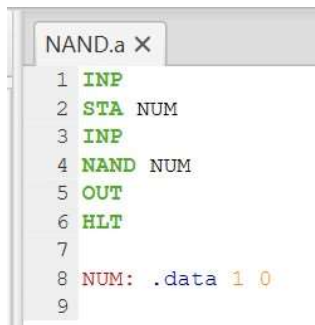 NAND.a ×
1 INP
2 STA NUM
3 INP
4 NAND NUM
5 OUT
6 HLT
7
8 NUM: .data 1 0
9